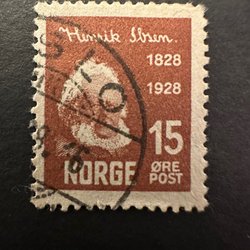 Henrik Ibsen.
1828
1928
15
NORGE
ØRE
POST